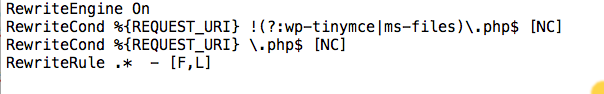 RewriteEngine On
RewriteCond %{REQUEST_URI} !(?:wp-tinymce|ms-files)\.php$ [NC]
RewriteCond %{REQUEST_URI} \.php$ [NC]
RewriteRule .*  - [F,L]